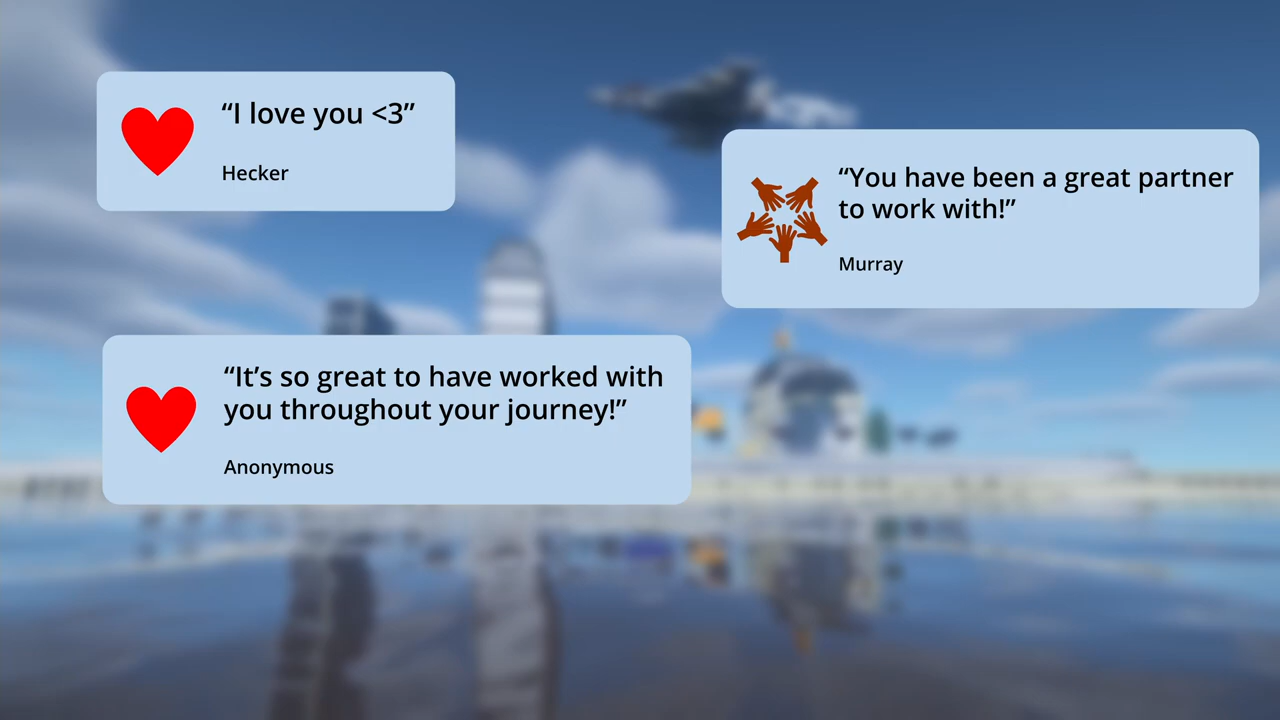 “I love you <3”
Hecker
“You have been a great partner
to work with!”
Murray
“It’s so great to have worked with
you throughout your journey!”
Anonymous